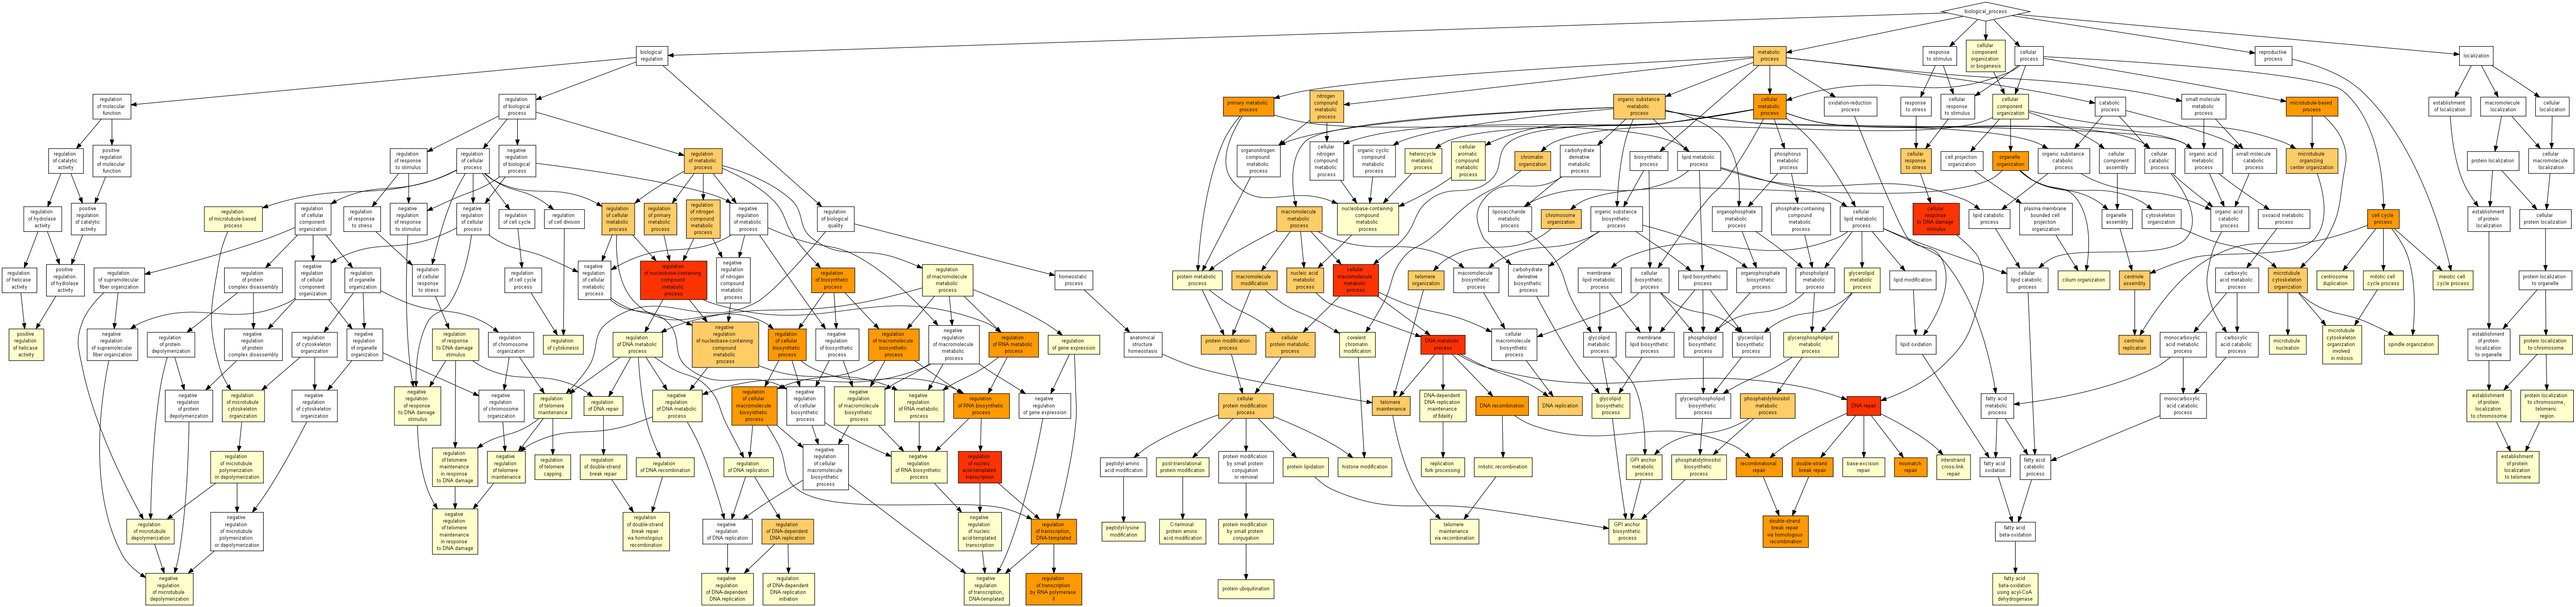 biological_process
biological
regulation
metabolic
process
response
to stimulus
cellular
component
organization
or biogenesis
cellular
process
reproductive
process
localization
regulation
of molecular
function
regulation
of biological
process
primary metabolic
process
nitrogen
compound
metabolic
process
organic substance
metabolic
process
cellular
metabolic
process
oxidation-reduction
process
response
to stress
cellular
response
to stimulus
cellular
component
organization
catabolic
process
small molecule
metabolic
process
microtubule-based
process
establishment
of localization
macromolecule
localization
cellular
localization
regulation
of catalytic
activity
positive
regulation
of molecular
function
regulation
of response
to stimulus
regulation
of cellular
process
negative
regulation
of biological
process
regulation
of metabolic
process
organonitrogen
compound
metabolic
process
cellular
nitrogen
compound
metabolic
process
organic cyclic
compound
metabolic
process
heterocycle
metabolic
process
cellular
aromatic
compound
metabolic
process
chromatin
organization
carbohydrate
derivative
metabolic
process
biosynthetic
process
lipid metabolic
process
phosphorus
metabolic
process
cellular
response
to stress
cell projection
organization
organelle
organization
organic substance
catabolic
process
cellular
component
assembly
cellular
catabolic
process
organic acid
metabolic
process
small molecule
catabolic
process
microtubule
organizing
center organization
protein localization
cellular
macromolecule
localization
regulation
of hydrolase
activity
positive
regulation
of catalytic
activity
regulation
of microtubule-based
process
regulation
of cellular
component
organization
regulation
of response
to stress
negative
regulation
of response
to stimulus
negative
regulation
of cellular
process
regulation
of cell cycle
regulation
of cell division
regulation
of cellular
metabolic
process
regulation
of primary
metabolic
process
regulation
of nitrogen
compound
metabolic
process
negative
regulation
of metabolic
process
regulation
of biological
quality
macromolecule
metabolic
process
nucleobase-containing
compound
metabolic
process
liposaccharide
metabolic
process
chromosome
organization
organic substance
biosynthetic
process
organophosphate
metabolic
process
phosphate-containing
compound
metabolic
process
cellular
lipid metabolic
process
cellular
response
to DNA damage
stimulus
lipid catabolic
process
plasma membrane
bounded cell
projection
organization
organelle
assembly
cytoskeleton
organization
organic acid
catabolic
process
oxoacid metabolic
process
cell cycle
process
establishment
of protein
localization
cellular
protein localization
regulation
of helicase
activity
positive
regulation
of hydrolase
activity
regulation
of supramolecular
fiber organization
regulation
of protein
complex disassembly
negative
regulation
of cellular
component
organization
regulation
of organelle
organization
regulation
of cellular
response
to stress
regulation
of cell cycle
process
negative
regulation
of cellular
metabolic
process
regulation
of nucleobase-containing
compound
metabolic
process
negative
regulation
of nitrogen
compound
metabolic
process
regulation
of biosynthetic
process
regulation
of macromolecule
metabolic
process
homeostatic
process
protein metabolic
process
macromolecule
modification
nucleic acid
metabolic
process
cellular
macromolecule
metabolic
process
telomere
organization
macromolecule
biosynthetic
process
carbohydrate
derivative
biosynthetic
process
membrane
lipid metabolic
process
cellular
biosynthetic
process
lipid biosynthetic
process
organophosphate
biosynthetic
process
phospholipid
metabolic
process
glycerolipid
metabolic
process
lipid modification
cellular
lipid catabolic
process
cilium organization
centriole
assembly
carboxylic
acid metabolic
process
microtubule
cytoskeleton
organization
centrosome
duplication
mitotic cell
cycle process
meiotic cell
cycle process
protein localization
to organelle
positive
regulation
of helicase
activity
negative
regulation
of supramolecular
fiber organization
regulation
of protein
depolymerization
negative
regulation
of protein
complex disassembly
regulation
of cytoskeleton
organization
negative
regulation
of organelle
organization
regulation
of response
to DNA damage
stimulus
regulation
of chromosome
organization
regulation
of cytokinesis
regulation
of DNA metabolic
process
negative
regulation
of nucleobase-containing
compound
metabolic
process
regulation
of cellular
biosynthetic
process
negative
regulation
of biosynthetic
process
regulation
of macromolecule
biosynthetic
process
negative
regulation
of macromolecule
metabolic
process
regulation
of RNA metabolic
process
regulation
of gene expression
anatomical
structure
homeostasis
protein modification
process
cellular
protein metabolic
process
covalent
chromatin
modification
DNA metabolic
process
cellular
macromolecule
biosynthetic
process
glycolipid
metabolic
process
membrane
lipid biosynthetic
process
phospholipid
biosynthetic
process
glycerolipid
biosynthetic
process
glycerophospholipid
metabolic
process
lipid oxidation
centriole
replication
monocarboxylic
acid metabolic
process
carboxylic
acid catabolic
process
microtubule
nucleation
microtubule
cytoskeleton
organization
involved
in mitosis
spindle organization
establishment
of protein
localization
to organelle
protein localization
to chromosome
negative
regulation
of protein
depolymerization
regulation
of microtubule
cytoskeleton
organization
negative
regulation
of cytoskeleton
organization
negative
regulation
of response
to DNA damage
stimulus
negative
regulation
of chromosome
organization
regulation
of telomere
maintenance
regulation
of DNA repair
negative
regulation
of DNA metabolic
process
regulation
of cellular
macromolecule
biosynthetic
process
negative
regulation
of cellular
biosynthetic
process
negative
regulation
of macromolecule
biosynthetic
process
negative
regulation
of RNA metabolic
process
regulation
of RNA biosynthetic
process
negative
regulation
of gene expression
cellular
protein modification
process
telomere
maintenance
DNA-dependent
DNA replication
maintenance
of fidelity
DNA recombination
DNA replication
glycolipid
biosynthetic
process
glycerophospholipid
biosynthetic
process
phosphatidylinositol
metabolic
process
DNA repair
fatty acid
metabolic
process
monocarboxylic
acid catabolic
process
establishment
of protein
localization
to chromosome
protein localization
to chromosome,
telomeric
region
regulation
of microtubule
polymerization
or depolymerization
regulation
of telomere
maintenance
in response
to DNA damage
negative
regulation
of telomere
maintenance
regulation
of telomere
capping
regulation
of double-strand
break repair
regulation
of DNA recombination
regulation
of DNA replication
negative
regulation
of cellular
macromolecule
biosynthetic
process
negative
regulation
of RNA biosynthetic
process
regulation
of nucleic
acid-templated
transcription
peptidyl-amino
acid modification
post-translational
protein modification
protein modification
by small protein
conjugation
or removal
protein lipidation
histone modification
replication
fork processing
mitotic recombination
GPI anchor
metabolic
process
phosphatidylinositol
biosynthetic
process
recombinational
repair
double-strand
break repair
base-excision
repair
mismatch
repair
interstrand
cross-link
repair
fatty acid
oxidation
fatty acid
catabolic
process
establishment
of protein
localization
to telomere
regulation
of microtubule
depolymerization
negative
regulation
of microtubule
polymerization
or depolymerization
negative
regulation
of telomere
maintenance
in response
to DNA damage
regulation
of double-strand
break repair
via homologous
recombination
negative
regulation
of DNA replication
regulation
of DNA-dependent
DNA replication
negative
regulation
of nucleic
acid-templated
transcription
regulation
of transcription,
DNA-templated
peptidyl-lysine
modification
C-terminal
protein amino
acid modification
protein modification
by small protein
conjugation
telomere
maintenance
via recombination
GPI anchor
biosynthetic
process
double-strand
break repair
via homologous
recombination
fatty acid
beta-oxidation
negative
regulation
of microtubule
depolymerization
negative
regulation
of DNA-dependent
DNA replication
regulation
of DNA-dependent
DNA replication
initiation
negative
regulation
of transcription,
DNA-templated
regulation
of transcription
by RNA polymerase
II
protein ubiquitination
fatty acid
beta-oxidation
using acyl-CoA
dehydrogenase